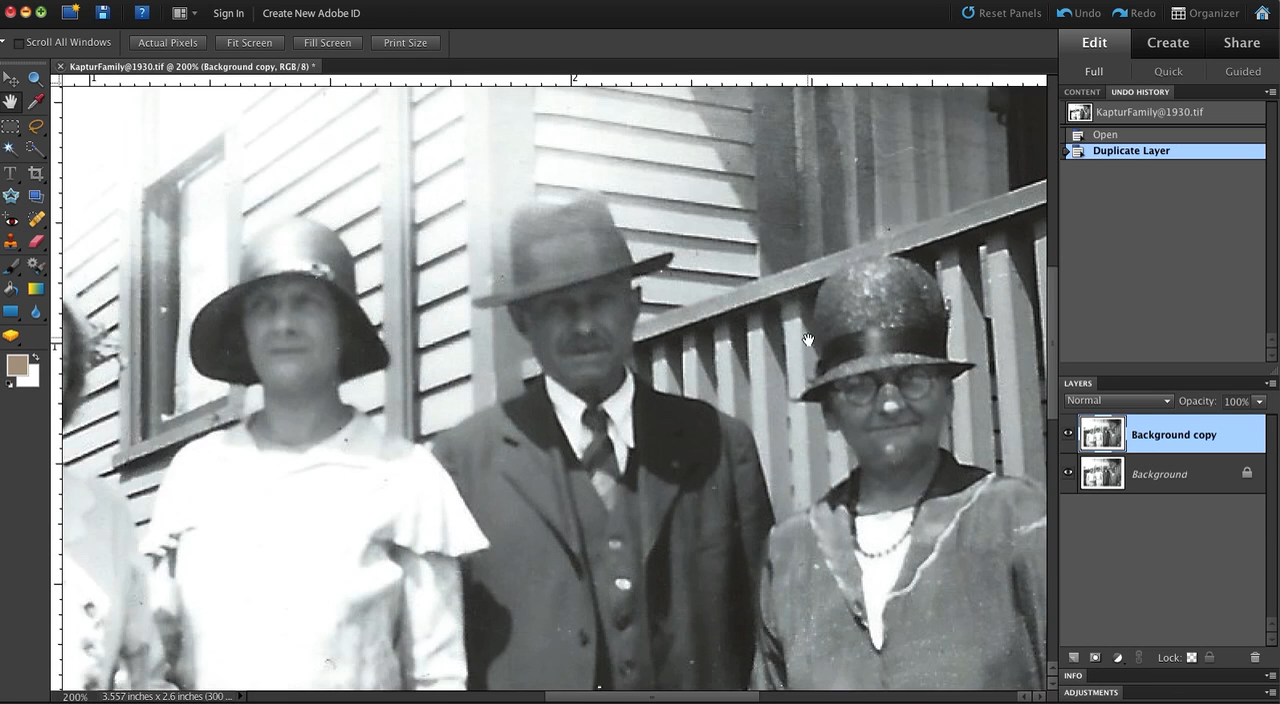 Sign In
Create New Adobe ID
Reset Panels
Undo
Redo
Organizer
Scroll All Windows
Actual Pixels
Fit Screen
Fill Screen
Print Size
Edit
Create
Share
KapturFamily@1930.tif @ 200% (Background copy, RGB/8) *
Full
Quick
Guided
1
2
1
CONTENT
UNDO HISTORY
KapturFamily@1930.tif
Open
Duplicate Layer
LAYERS
Normal
Opacity: 100%
Background copy
Background
Lock:
INFO
ADJUSTMENTS
200%
3.557 inches x 2.6 inches (300 ...